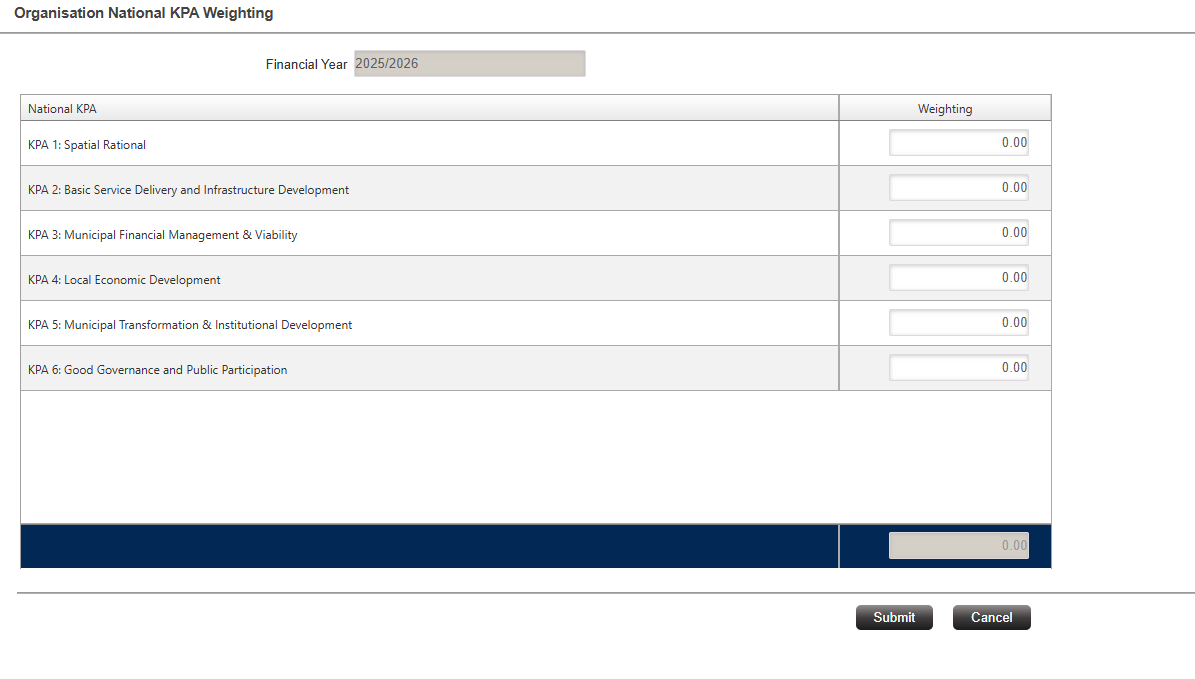 Organisation National KPA Weighting
Financial Year 2025/2026
National KPA Weighting
KPA 1: Spatial Rational 0.00
KPA 2: Basic Service Delivery and Infrastructure Development 0.00
KPA 3: Municipal Financial Management & Viability 0.00
KPA 4: Local Economic Development 0.00
KPA 5: Municipal Transformation & Institutional Development 0.00
KPA 6: Good Governance and Public Participation 0.00
0.00
Submit Cancel